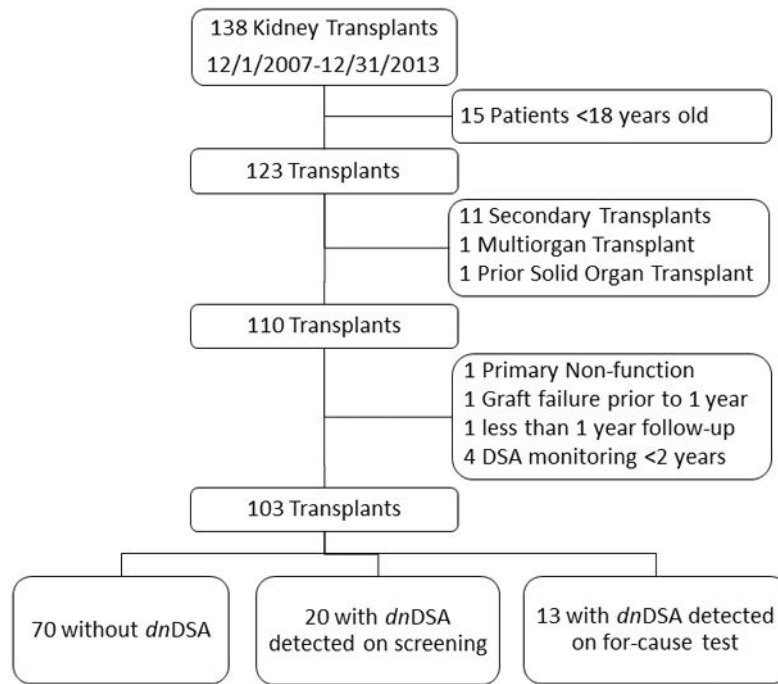 138 Kidney Transplants
12/1/2007-12/31/2013
15 Patients <18 years old
123 Transplants
11 Secondary Transplants
1 Multiorgan Transplant
1 Prior Solid Organ Transplant
110 Transplants
1 Primary Non-function
1 Graft failure prior to 1 year
1 less than 1 year follow-up
4 DSA monitoring <2 years
103 Transplants
70 without dnDSA
20 with dnDSA
detected on screening
13 with dnDSA detected
on for-cause test